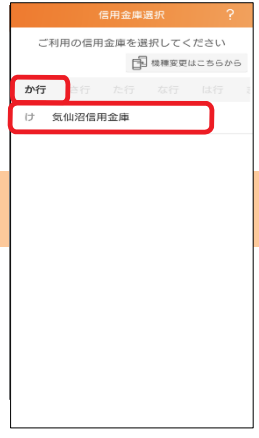 信用金庫選択 ?
ご利用の信用金庫を選択してください
機種変更はこちらから
か行 さ行 た行 な行 は行
け 気仙沼信用金庫